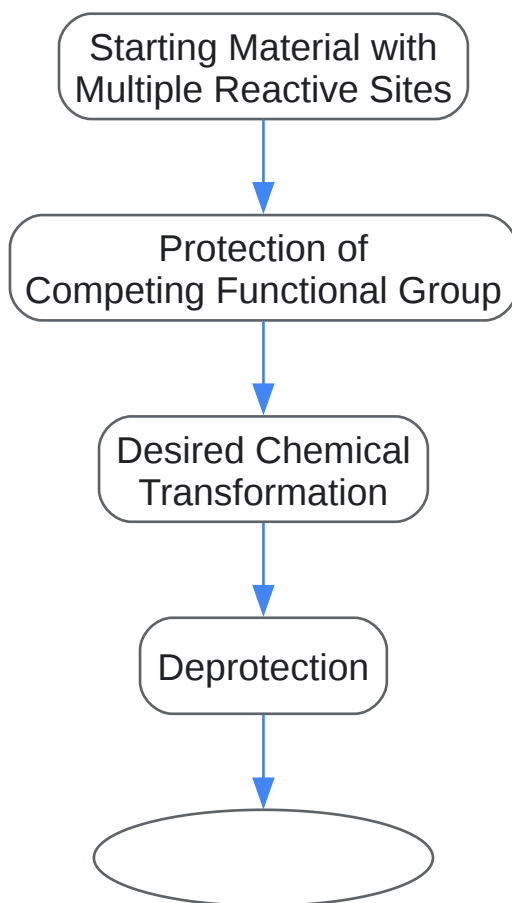 Starting Material with
Multiple Reactive Sites
Protection of
Competing Functional Group
Desired Chemical
Transformation
Deprotection